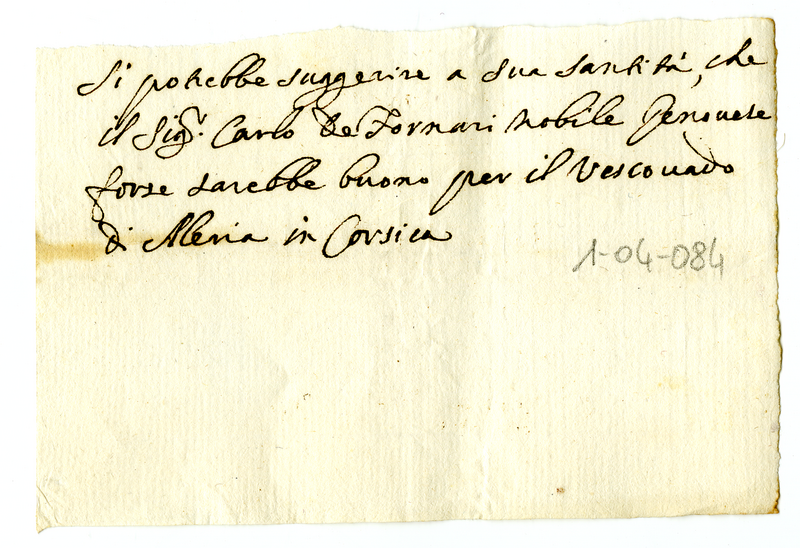 Si potrebbe suggerire a sua santità, che
il Sig.r Carlo de Fornari Nobile Genovese
forse sarebbe buono per il Vescovado
di Aleria in Corsica
1-04-084